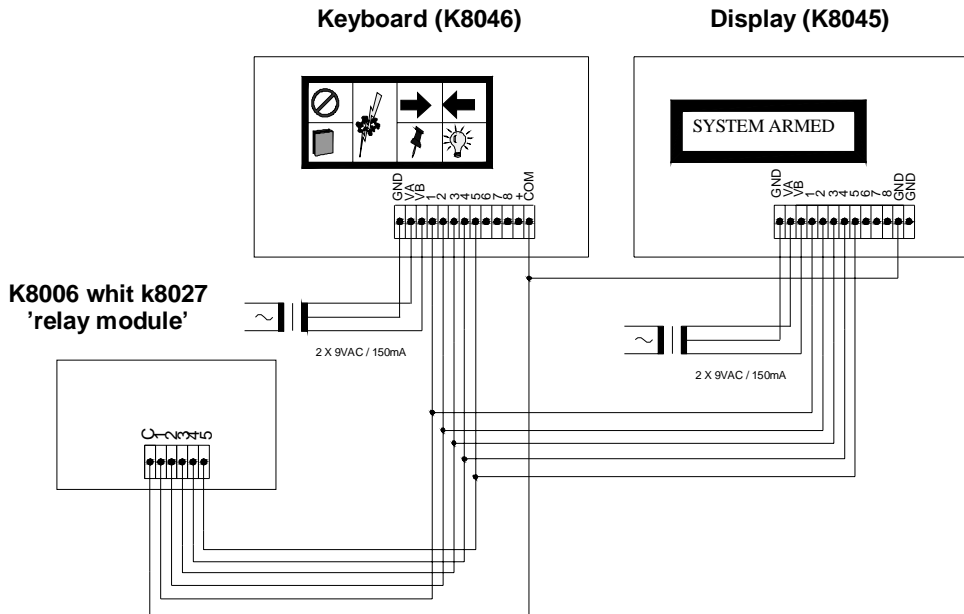 Keyboard (K8046)
Display (K8045)
SYSTEM ARMED
GND VA VB 1 2 3 4 5 6 7 8 + COM
GND VA VB 1 2 3 4 5 6 7 8 GND GND
K8006 whit k8027
’relay module’
2 X 9VAC / 150mA
2 X 9VAC / 150mA
C 1 2 3 4 5